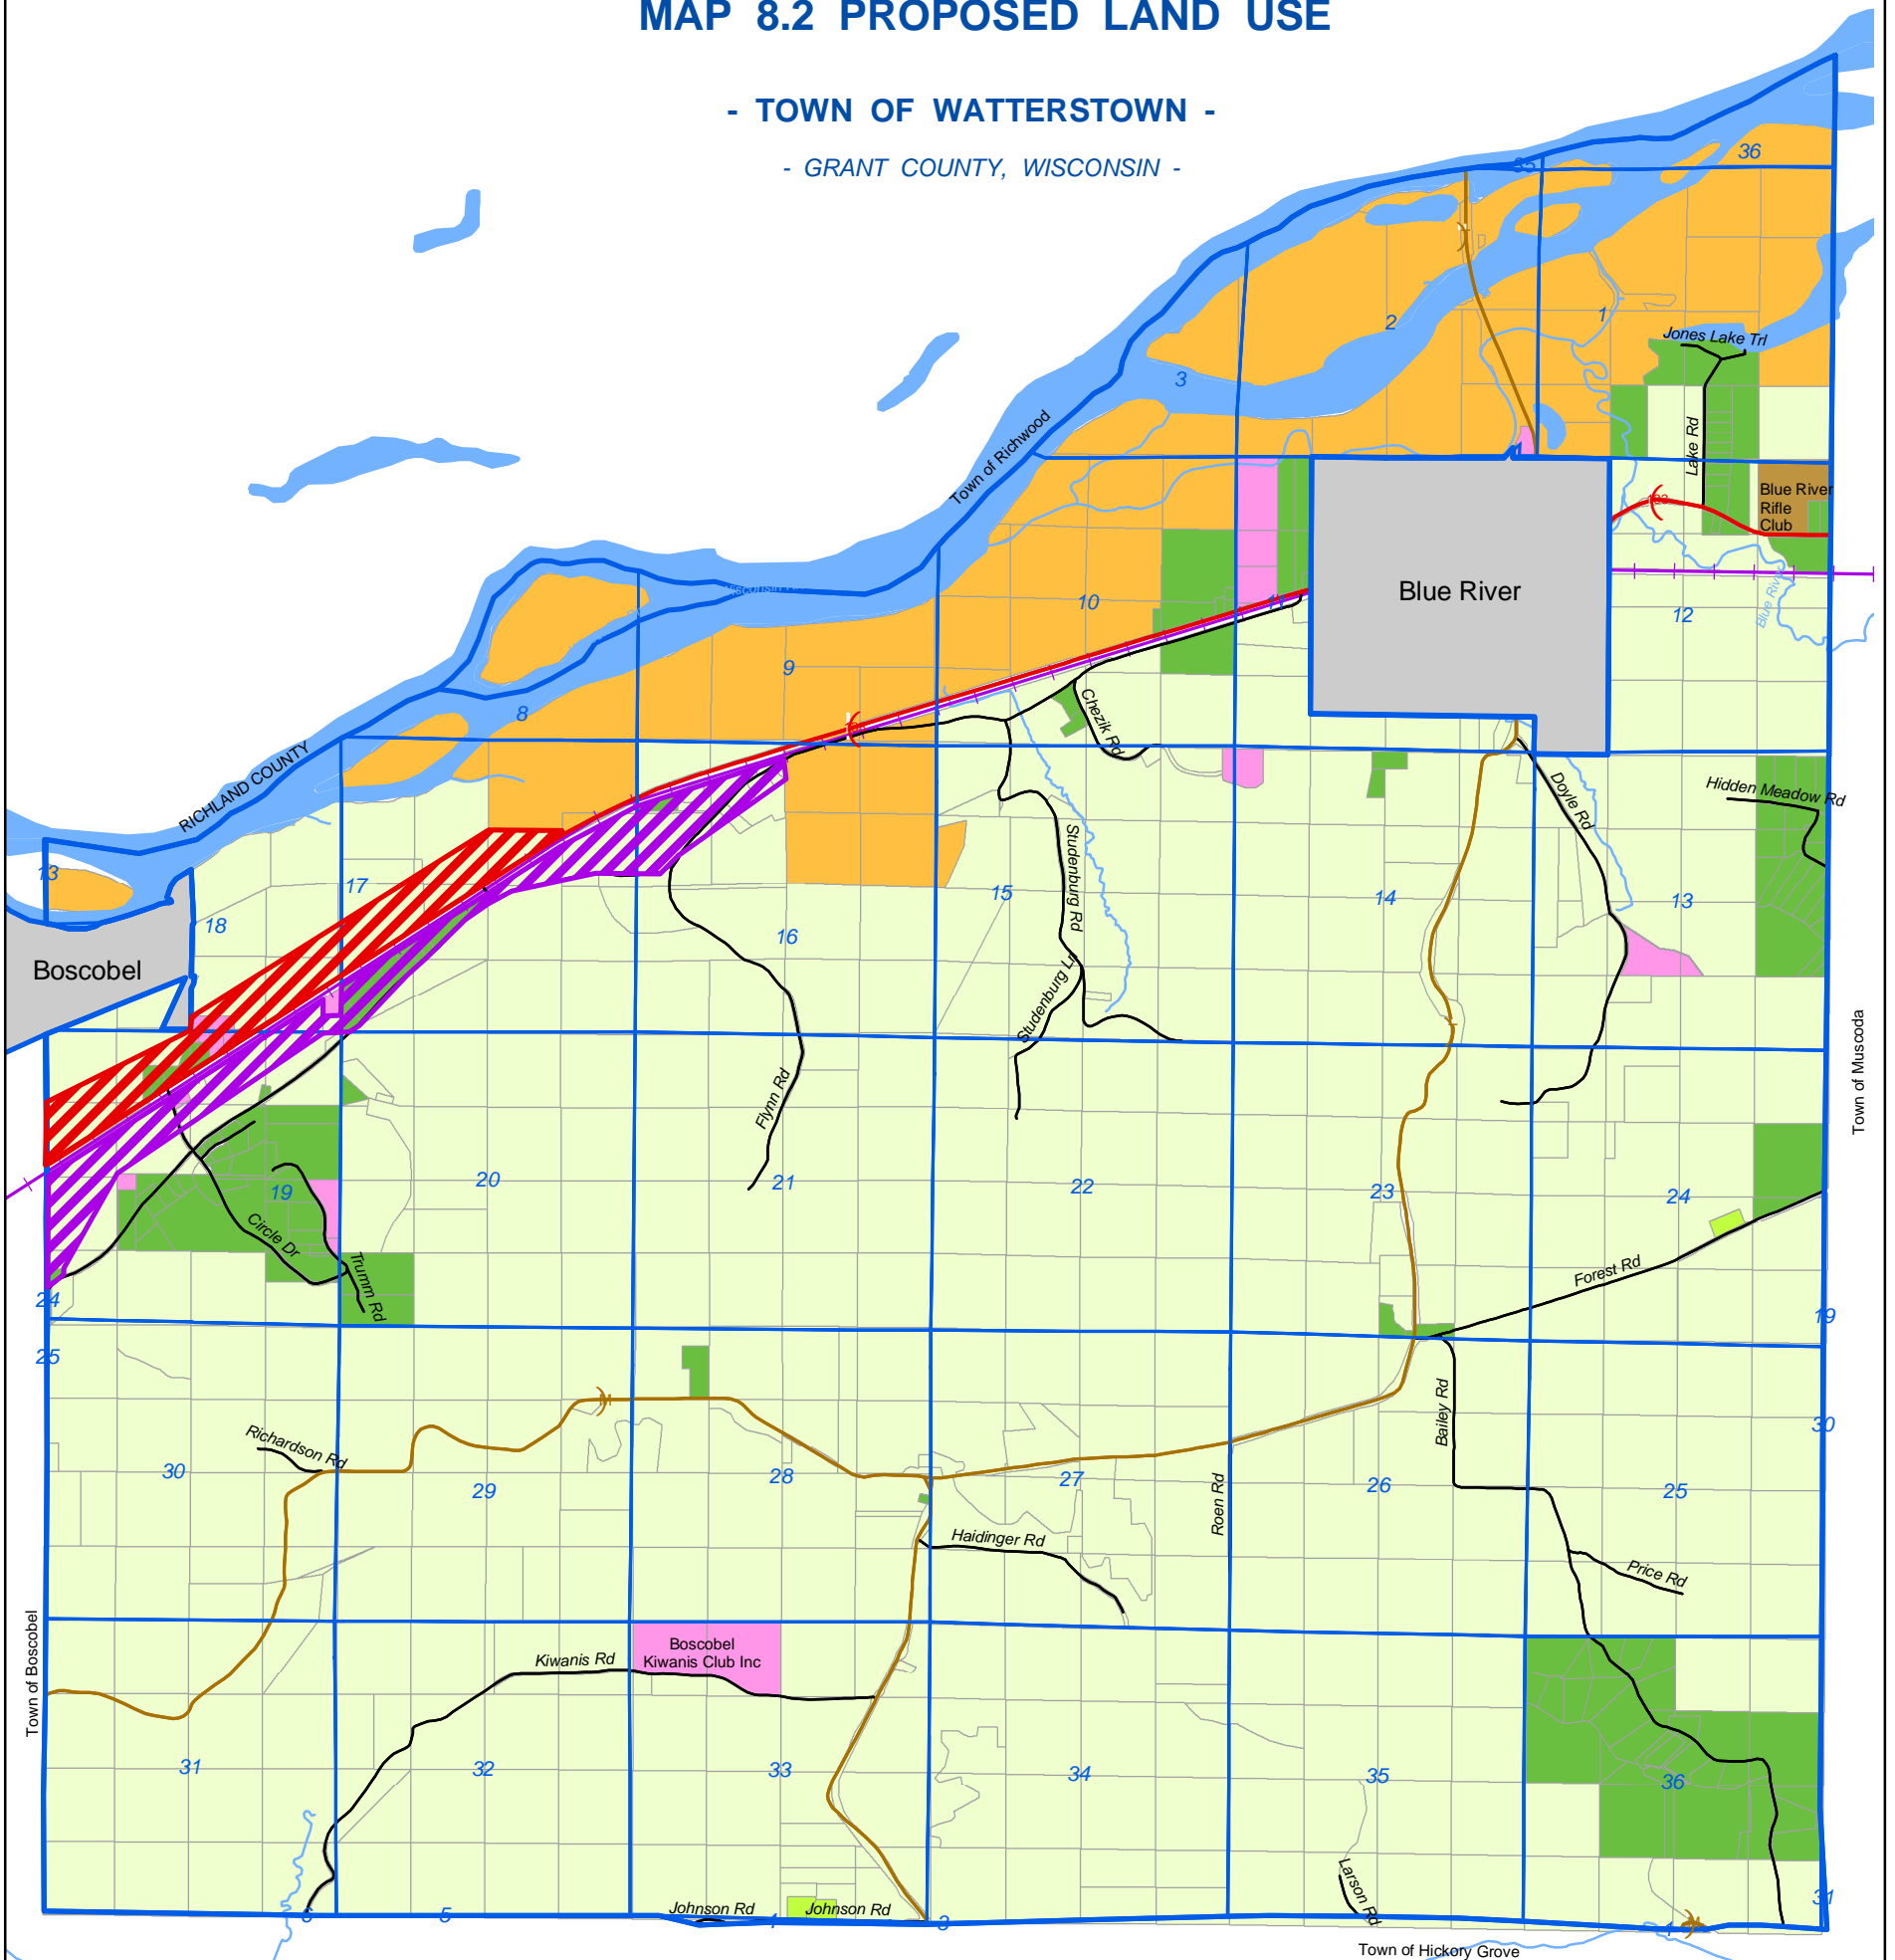 MAP 8.2 PROPOSED LAND USE
- TOWN OF WATTERSTOWN -
- GRANT COUNTY, WISCONSIN -
36
35
2
1
Jones Lake Trl
3
Lake Rd
Town of Richwood
Blue River
Rifle
Club
133
Blue River
10
11
12
Blue River
9
8
Chezik Rd
133
RICHLAND COUNTY
Doyle Rd
Hidden Meadow Rd
13
17
18
15
14
13
16
Studenburg Rd
Boscobel
Studenburg Ln
Town of Muscoda
Flynn Rd
19
20
21
22
23
24
Circle Dr
Trumm Rd
Forest Rd
24
19
25
M
Bailey Rd
30
Richardson Rd
30
29
28
27
26
25
Roen Rd
Haidinger Rd
Price Rd
Town of Boscobel
Boscobel
Kiwanis Club Inc
Kiwanis Rd
31
32
33
34
35
36
Larson Rd
31
Johnson Rd
Johnson Rd
6
5
4
3
1
Town of Hickory Grove